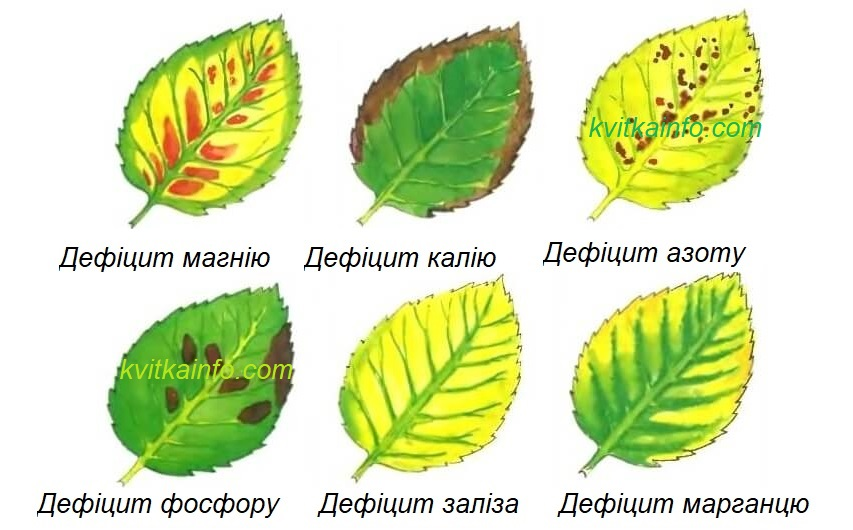 kvitkainfo.com
Дефіцит магнію
Дефіцит калію
Дефіцит азоту
kvitkainfo.com
Дефіцит фосфору
Дефіцит заліза
Дефіцит марганцю